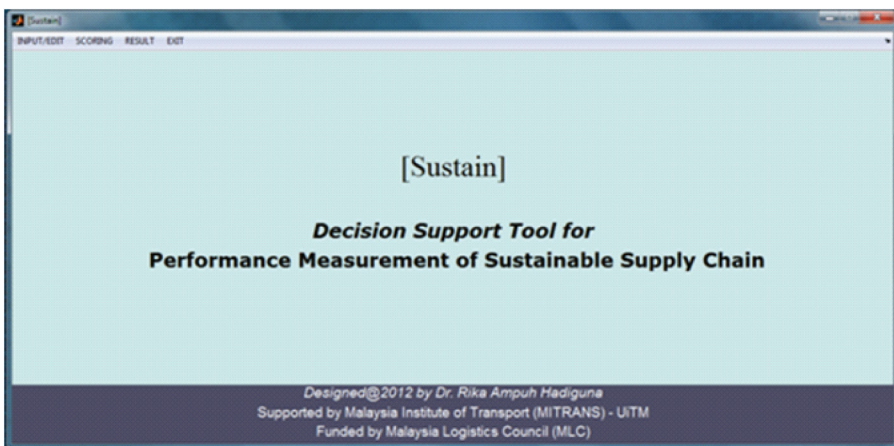 [Sustain]
INPUT/EDIT SCORING RESULT EXIT
[Sustain]
Decision Support Tool for
Performance Measurement of Sustainable Supply Chain
Designed@2012 by Dr. Rika Ampuh Hadiguna
Supported by Malaysia Institute of Transport (MITRANS) - UiTM
Funded by Malaysia Logistics Council (MLC)